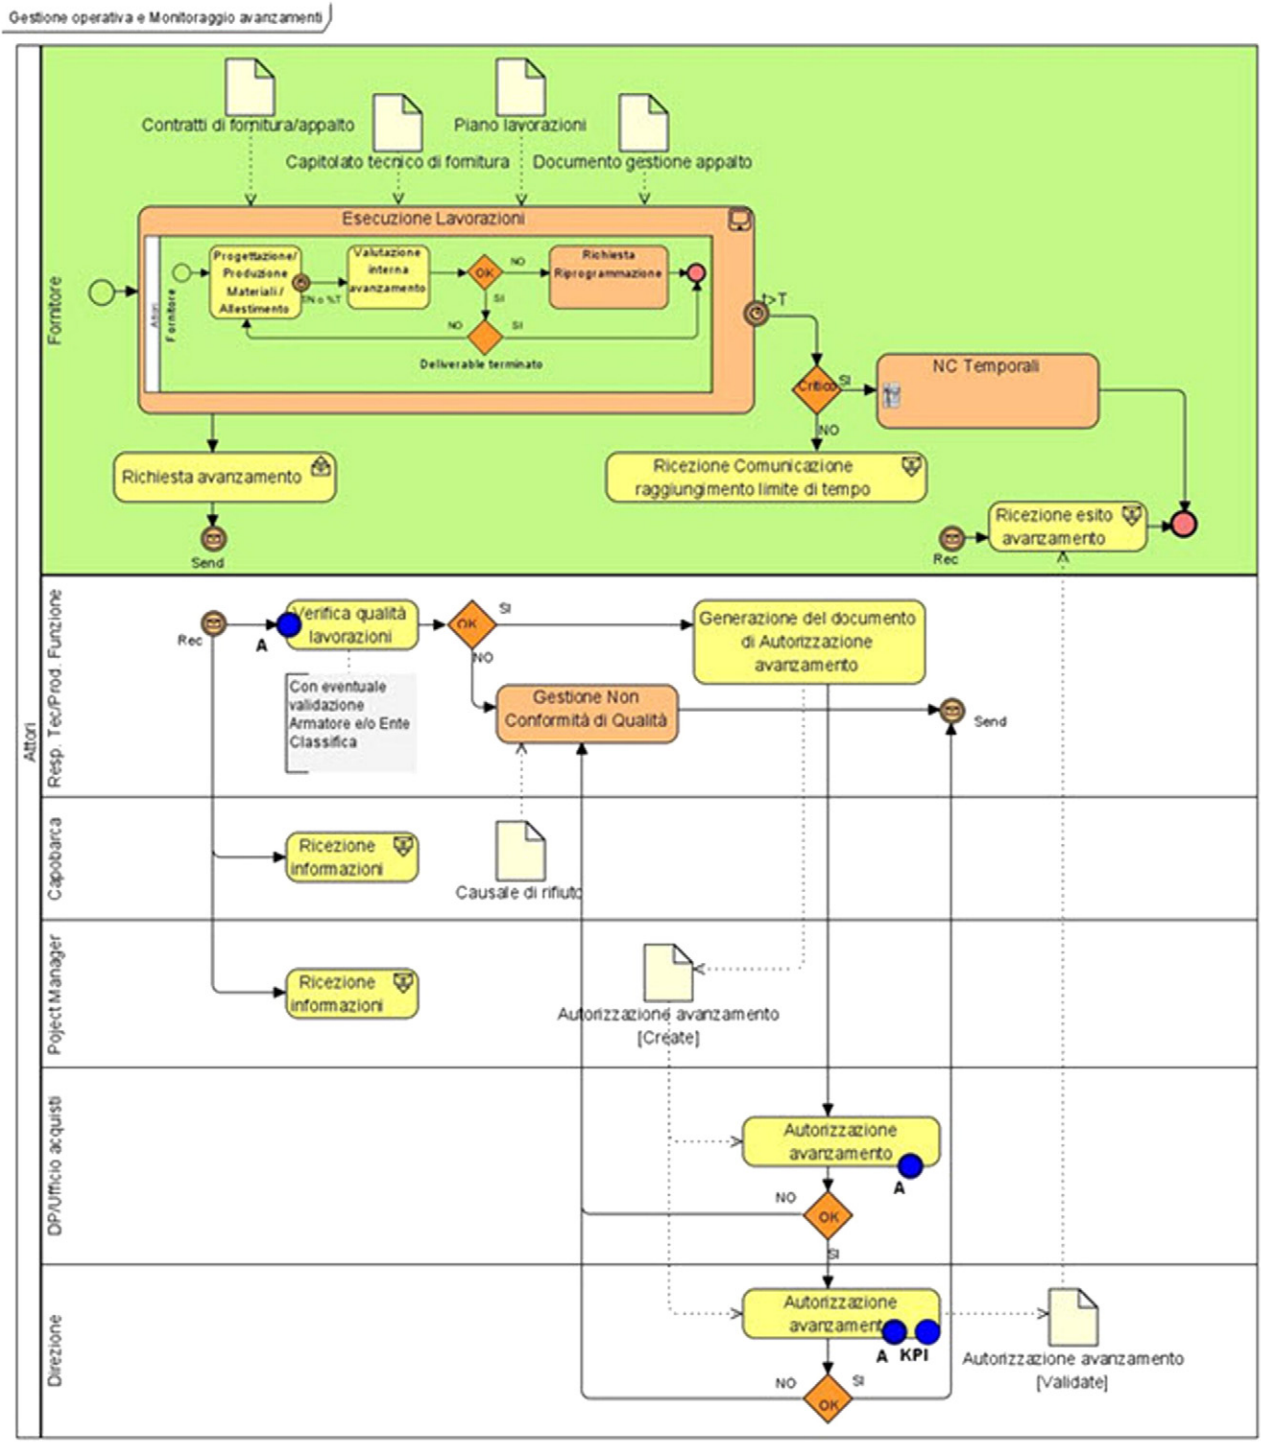 Gestione operativa e Monitoraggio avanzamenti
Attori
Fornitore
Contratti di fornitura/appalto
Capitolato tecnico di fornitura
Piano lavorazioni
Documento gestione appalto
Esecuzione Lavorazioni
Attori
Fornitore
Progettazione/
Produzione
Materiali /
Allestimento
Valutazione
interna
avanzamento
OK
NO
SI
Richiesta
Riprogrammazione
NO
SI
Deliverable terminato
t>T
Critico
SI
NO
NC Temporali
Richiesta avanzamento
Send
Ricezione Comunicazione
raggiungimento limite di tempo
Rec
Ricezione esito
avanzamento
Resp. Tec/Prod. Funzione
Rec
A
Verifica qualità
lavorazioni
Con eventuale
validazione
Armatore e/o Ente
Classifica
OK
SI
NO
Generazione del documento
di Autorizzazione
avanzamento
Gestione Non
Conformità di Qualità
Send
Capobarca
Ricezione
informazioni
Causale di rifiuto
Poject Manager
Ricezione
informazioni
Autorizzazione avanzamento
[Create]
DP/Ufficio acquisti
Autorizzazione
avanzamento
A
NO
OK
SI
Direzione
Autorizzazione
avanzamento
A
KPI
NO
SI
OK
Autorizzazione avanzamento
[Validate]